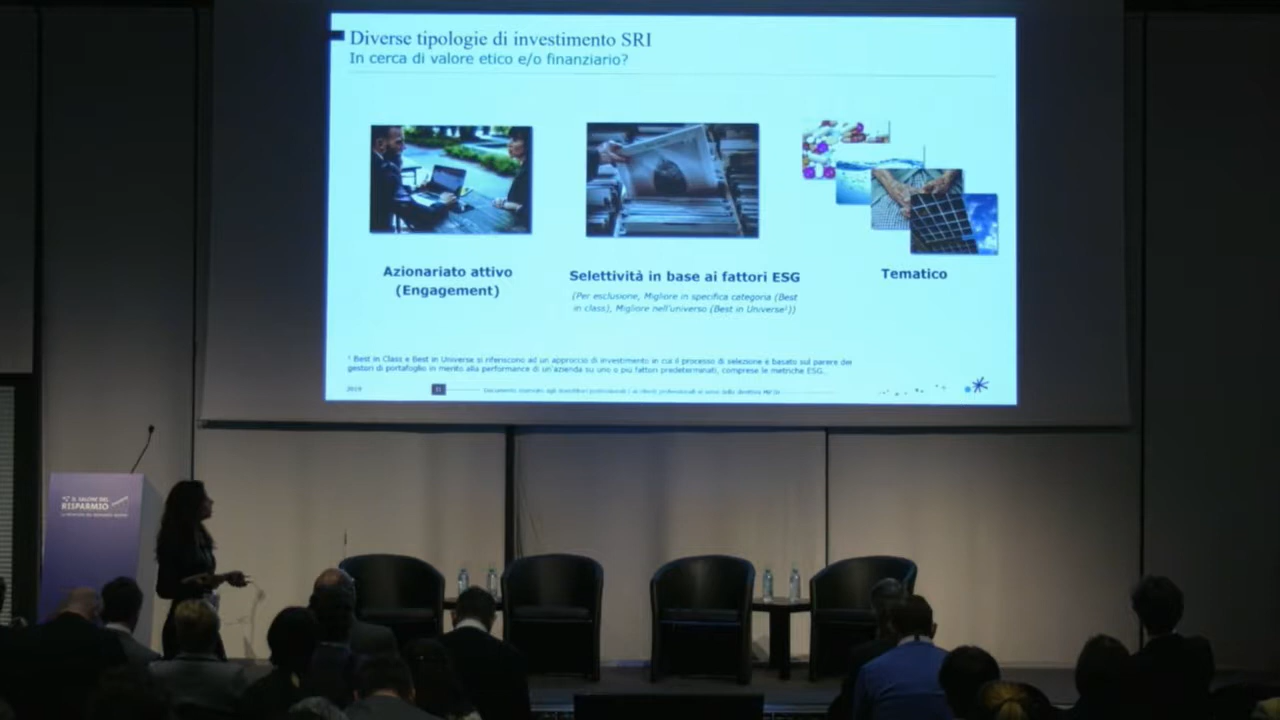 Diverse tipologie di investimento SRI
In cerca di valore etico e/o finanziario?
Azionariato attivo
(Engagement)
Selettività in base ai fattori ESG
(Per esclusione, Migliore in specifica categoria (Best
in class), Migliore nell'universo (Best in Universe¹))
Tematico
¹ Best in Class e Best in Universe si riferiscono ad un approccio di investimento in cui il processo di selezione è basato sul parere dei
gestori di portafoglio in merito alla performance di un'azienda su uno o più fattori predeterminati, comprese le metriche ESG.
2019
IL SALONE DEL
RISPARMIO